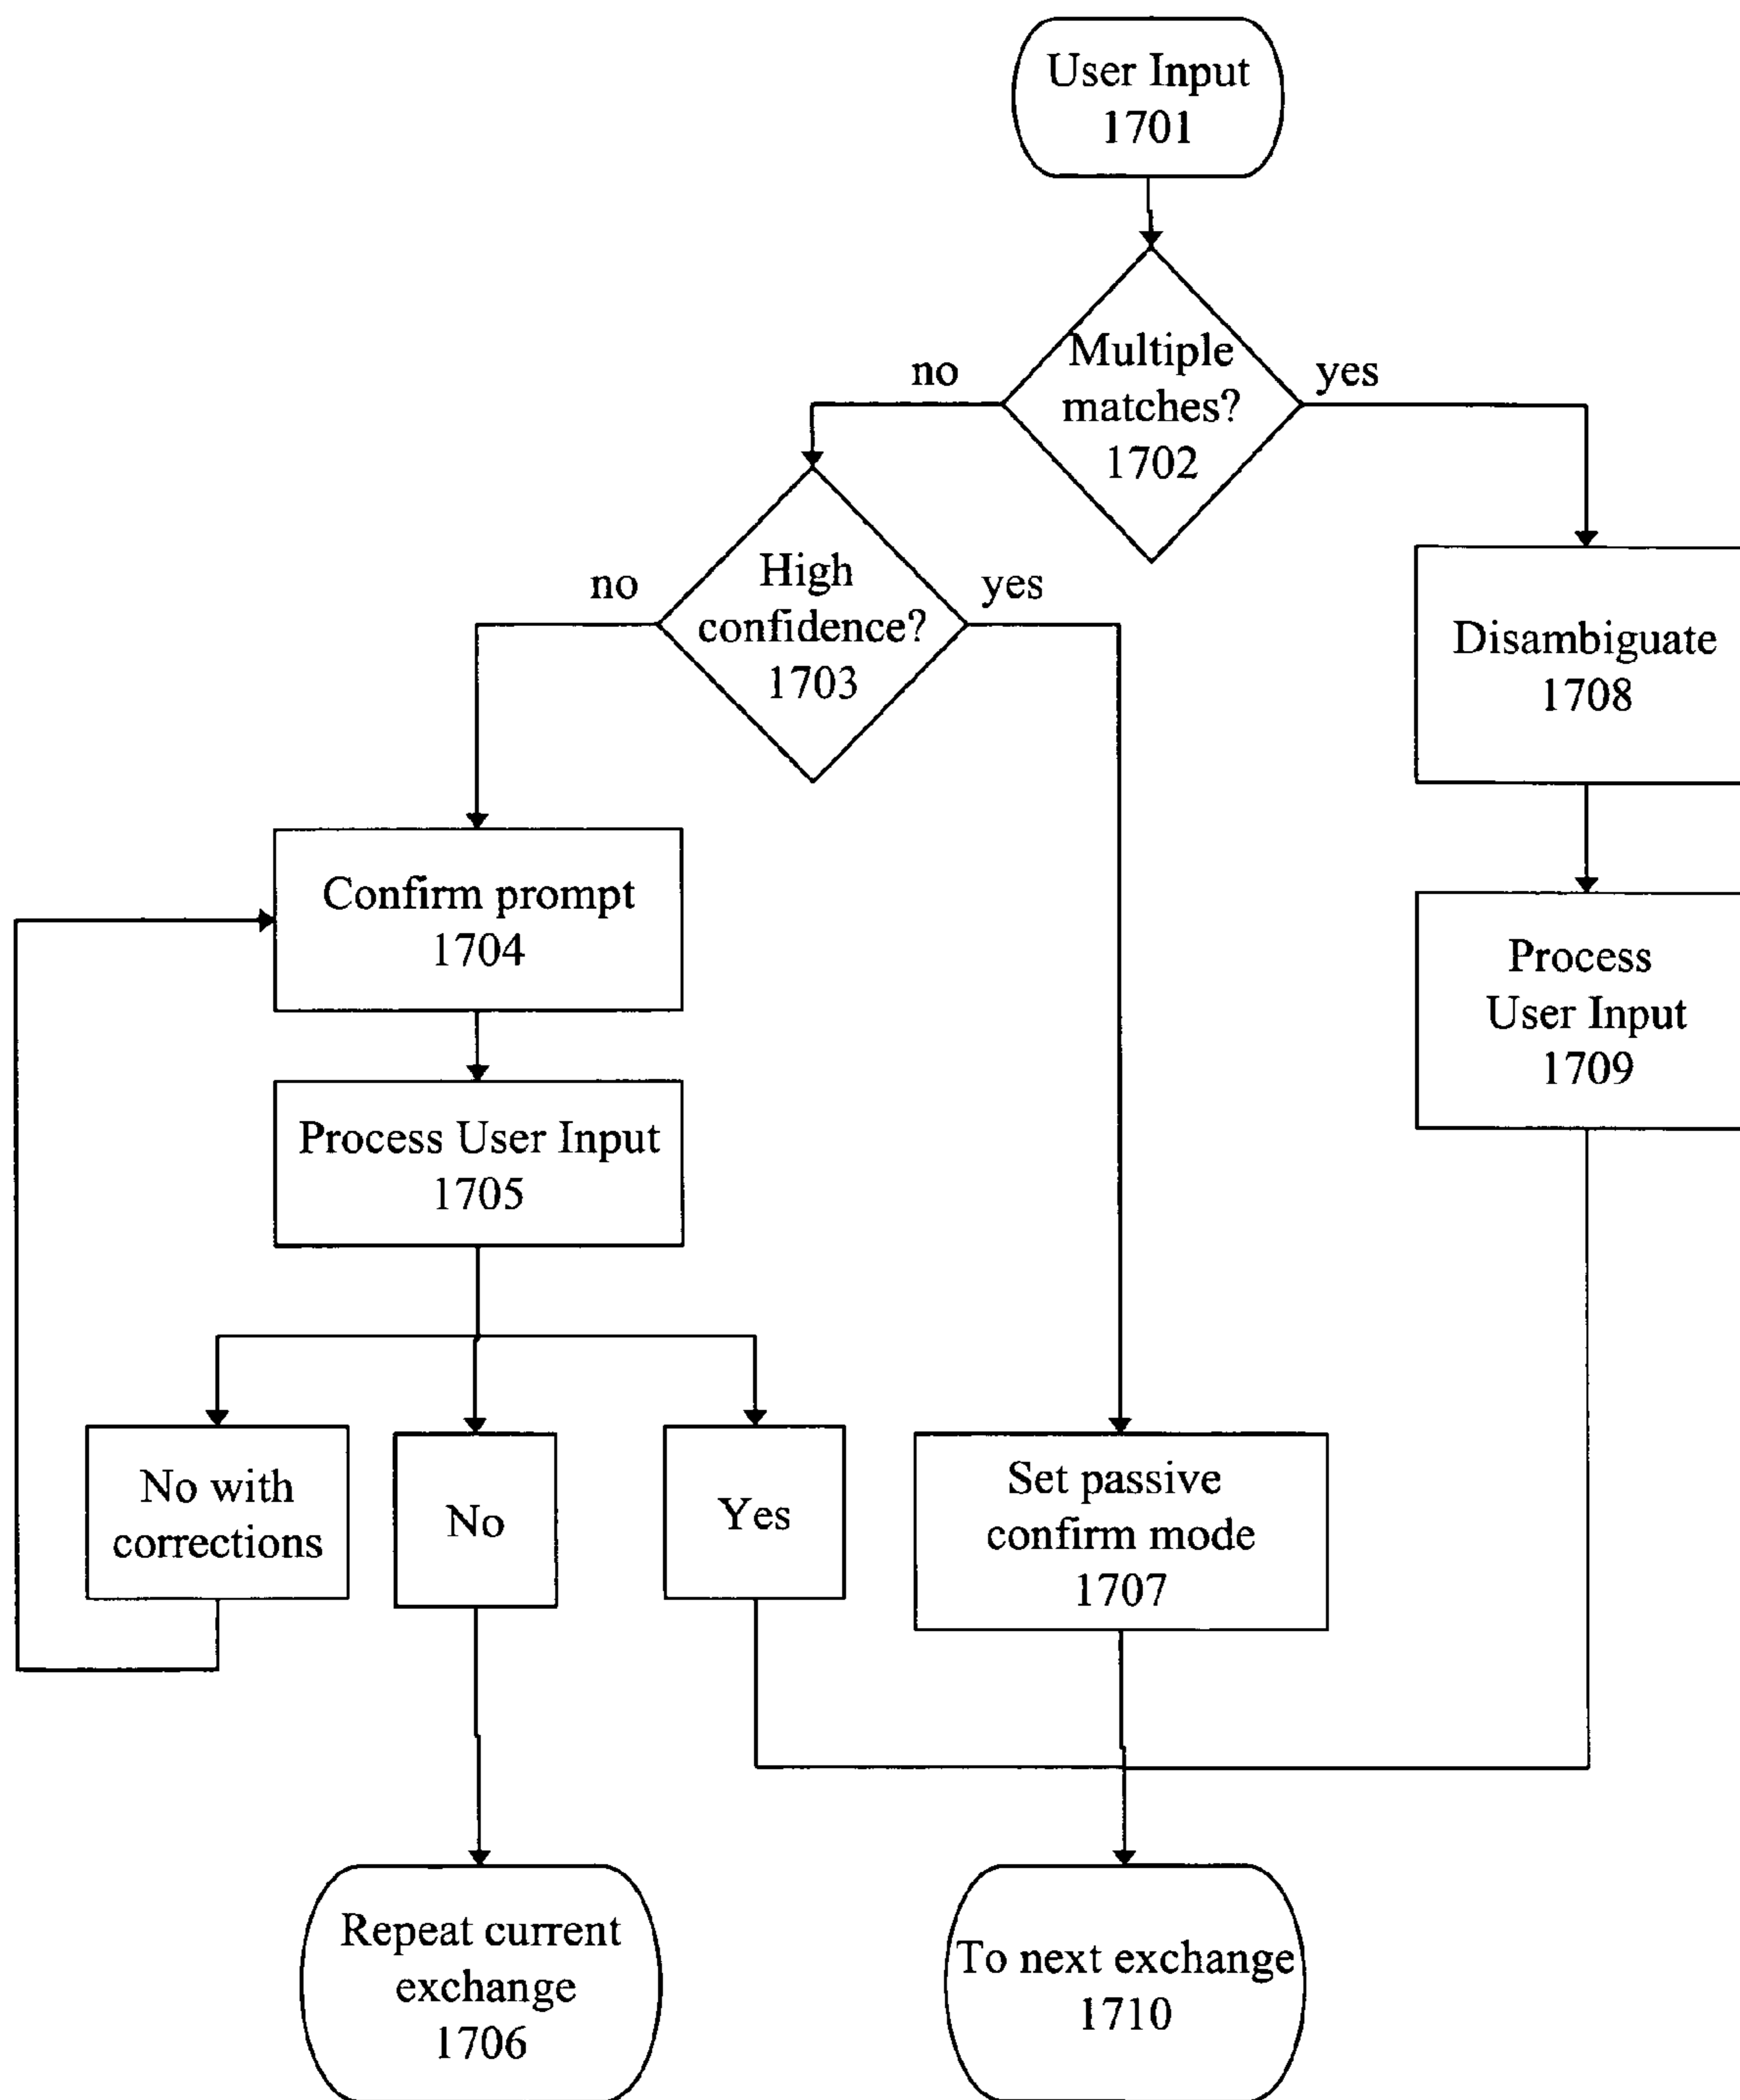 User Input
1701
Multiple
matches?
1702
no
yes
High
confidence?
1703
no
yes
Disambiguate
1708
Confirm prompt
1704
Process
User Input
1709
Process User Input
1705
No with
corrections
No
Yes
Set passive
confirm mode
1707
Repeat current
exchange
1706
To next exchange
1710